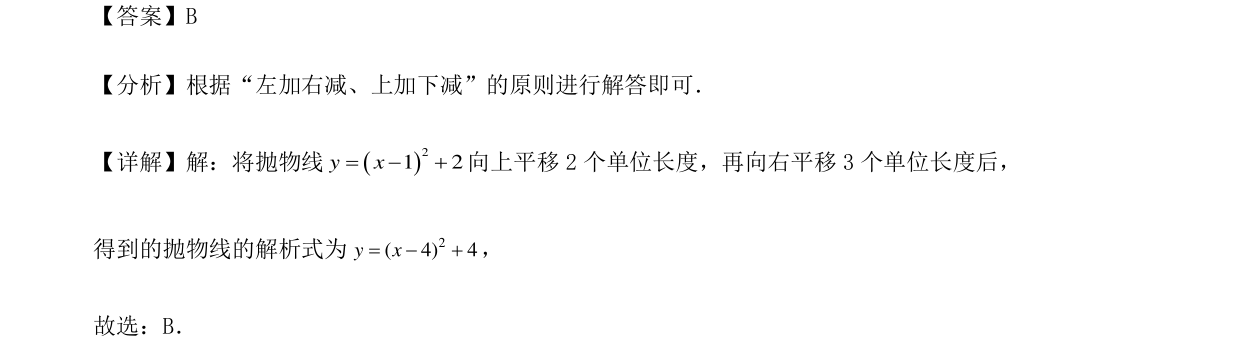 【答案】B
【分析】根据“左加右减、上加下减”的原则进行解答即可．
【详解】解：将抛物线 y=(x−1)²+2 向上平移 2 个单位长度，再向右平移 3 个单位长度后，
得到的抛物线的解析式为 y=(x−4)²+4，
故选：B．